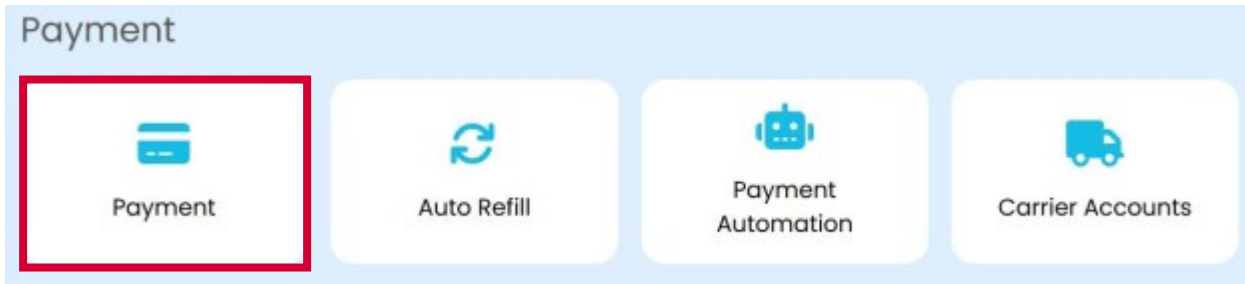 Payment
Payment
Auto Refill
Payment
Automation
Carrier Accounts